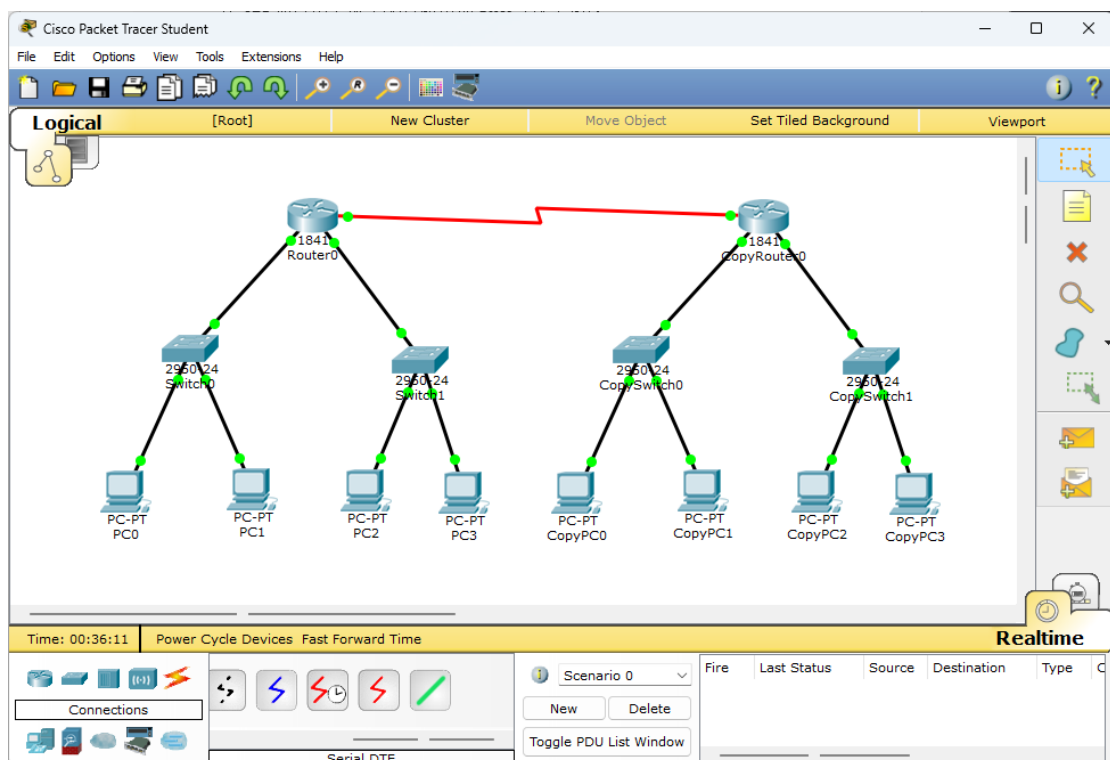 Cisco Packet Tracer Student
File Edit Options View Tools Extensions Help
Logical [Root] New Cluster Move Object Set Tiled Background Viewport
1841
Router0
1841
CopyRouter0
2950-24
Switch0
2950-24
Switch1
2950-24
CopySwitch0
2950-24
CopySwitch1
PC-PT
PC0
PC-PT
PC1
PC-PT
PC2
PC-PT
PC3
PC-PT
CopyPC0
PC-PT
CopyPC1
PC-PT
CopyPC2
PC-PT
CopyPC3
Time: 00:36:11 Power Cycle Devices Fast Forward Time Realtime
Connections
Serial DTE
Scenario 0
New Delete
Toggle PDU List Window
Fire Last Status Source Destination Type C